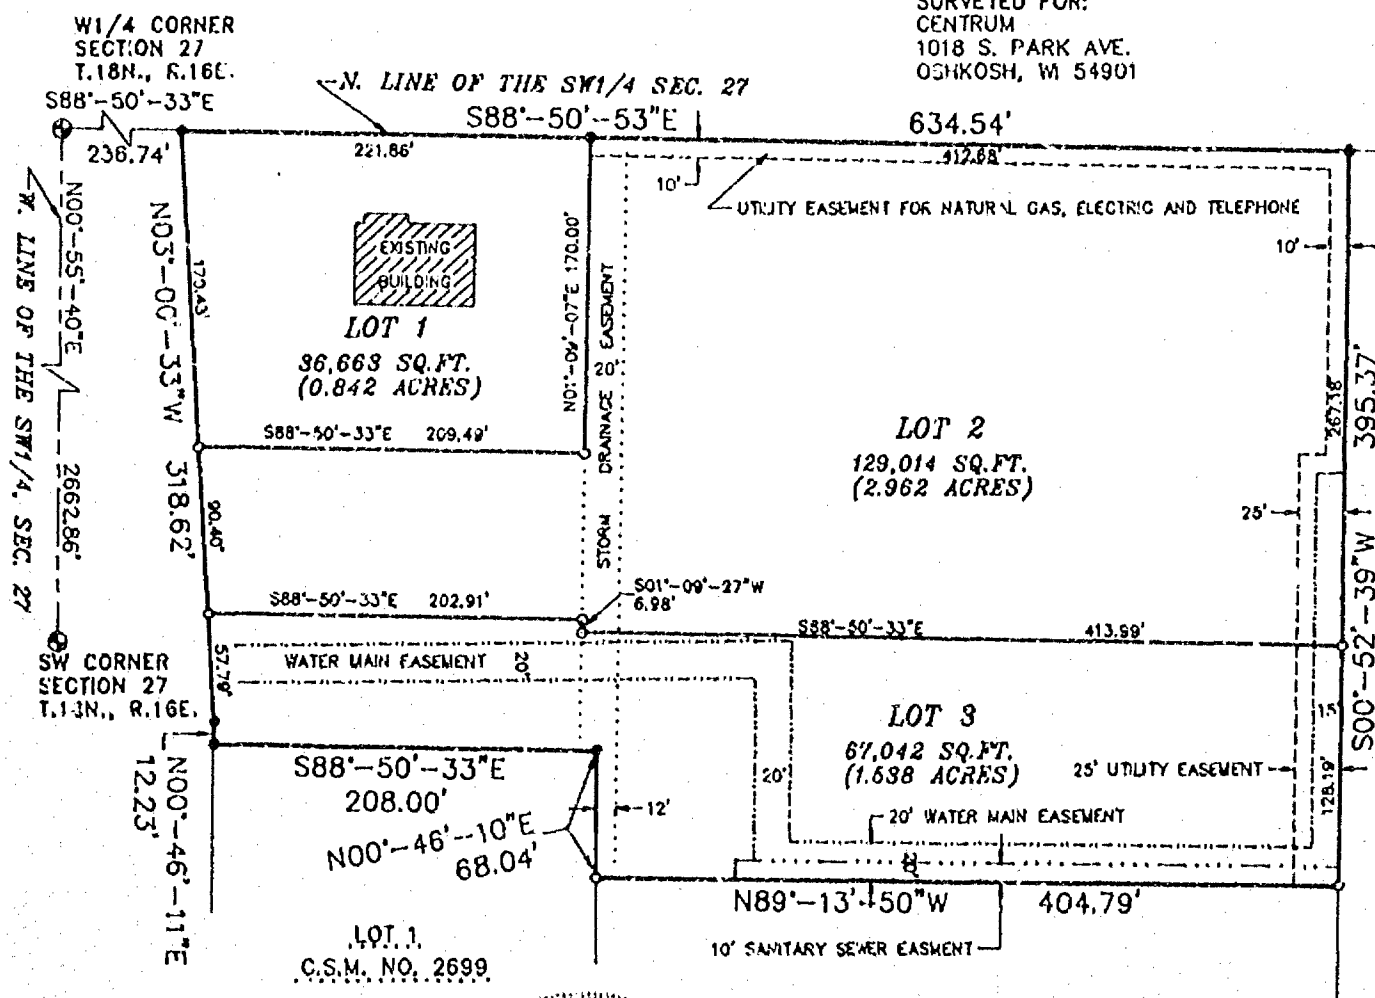 SURVEYED FOR:
CENTRUM
1018 S. PARK AVE.
OSHKOSH, WI 54901
W1/4 CORNER
SECTION 27
T.18N., R.16E.
S88°-50'-33"E
236.74'
N. LINE OF THE SW1/4 SEC. 27
S88°-50'-53"E
634.54'
221.86'
412.68'
10'
UTILITY EASEMENT FOR NATURAL GAS, ELECTRIC AND TELEPHONE
10'
W. LINE OF THE SW1/4, SEC. 27
N00°-55'-40"E
2662.86'
N03°-00'-33"W
318.62'
170.43'
90.40'
57.79'
EXISTING
BUILDING
LOT 1
36,663 SQ.FT.
(0.842 ACRES)
N01°-09'-07"E 170.00'
STORM DRAINAGE EASEMENT
20'
S88°-50'-33"E 209.49'
LOT 2
129,014 SQ.FT.
(2.962 ACRES)
267.18
395.37'
25'
S00°-52'-39"W
S88°-50'-33"E 202.91'
S01°-09'-27"W
6.98'
S88°-50'-33"E 413.99'
SW CORNER
SECTION 27
T.18N., R.16E.
WATER MAIN EASEMENT 20'
LOT 3
67,042 SQ.FT.
(1.538 ACRES)
15'
128.19'
20'
25' UTILITY EASEMENT
S88°-50'-33"E
208.00'
12'
20' WATER MAIN EASEMENT
N00°-46'-10"E
68.04'
N00°-46'-11"E
12.23'
20'
N89°-13'-50"W 404.79'
LOT 1
C.S.M. NO. 2699
10' SANITARY SEWER EASMENT